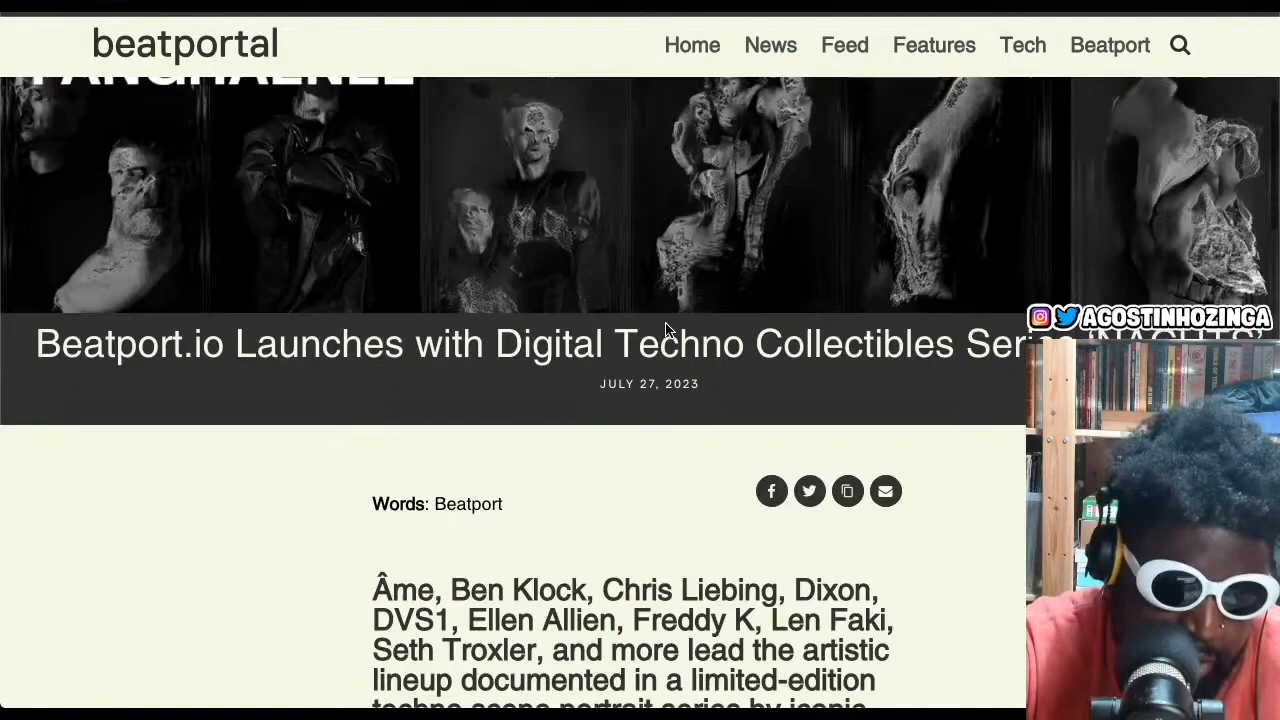 beatportal
Home News Feed Features Tech Beatport
Beatport.io Launches with Digital Techno Collectibles Series 'NACHTS'
AGOSTINHOZINGA
JULY 27, 2023
Words: Beatport
Âme, Ben Klock, Chris Liebing, Dixon,
DVS1, Ellen Allien, Freddy K, Len Faki,
Seth Troxler, and more lead the artistic
lineup documented in a limited-edition